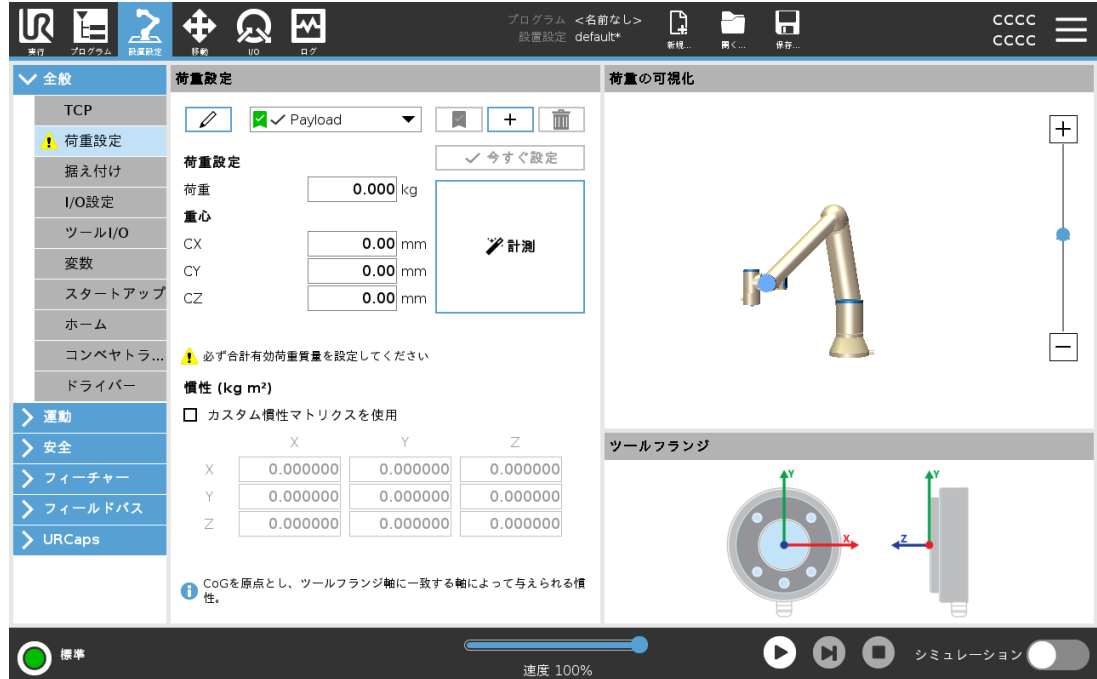 UR
実行
プログラム
設置設定
移動
I/O
ログ
プログラム <名前なし>
設置設定 default*
新規...
開く...
保存...
CCCC
CCCC
全般
TCP
荷重設定
据え付け
I/O設定
ツールI/O
変数
スタートアップ
ホーム
コンベヤトラ...
ドライバー
運動
安全
フィーチャー
フィールドバス
URCaps
荷重設定
Payload
今すぐ設定
荷重設定
荷重 0.000 kg
重心
CX 0.00 mm
CY 0.00 mm
CZ 0.00 mm
計測
必ず合計有効荷重質量を設定してください
慣性 (kg m²)
カスタム慣性マトリクスを使用
X Y Z
X 0.000000 0.000000 0.000000
Y 0.000000 0.000000 0.000000
Z 0.000000 0.000000 0.000000
CoGを原点とし、ツールフランジ軸に一致する軸によって与えられる慣
性。
荷重の可視化
ツールフランジ
Y
X
Y
Z
標準
速度 100%
シミュレーション